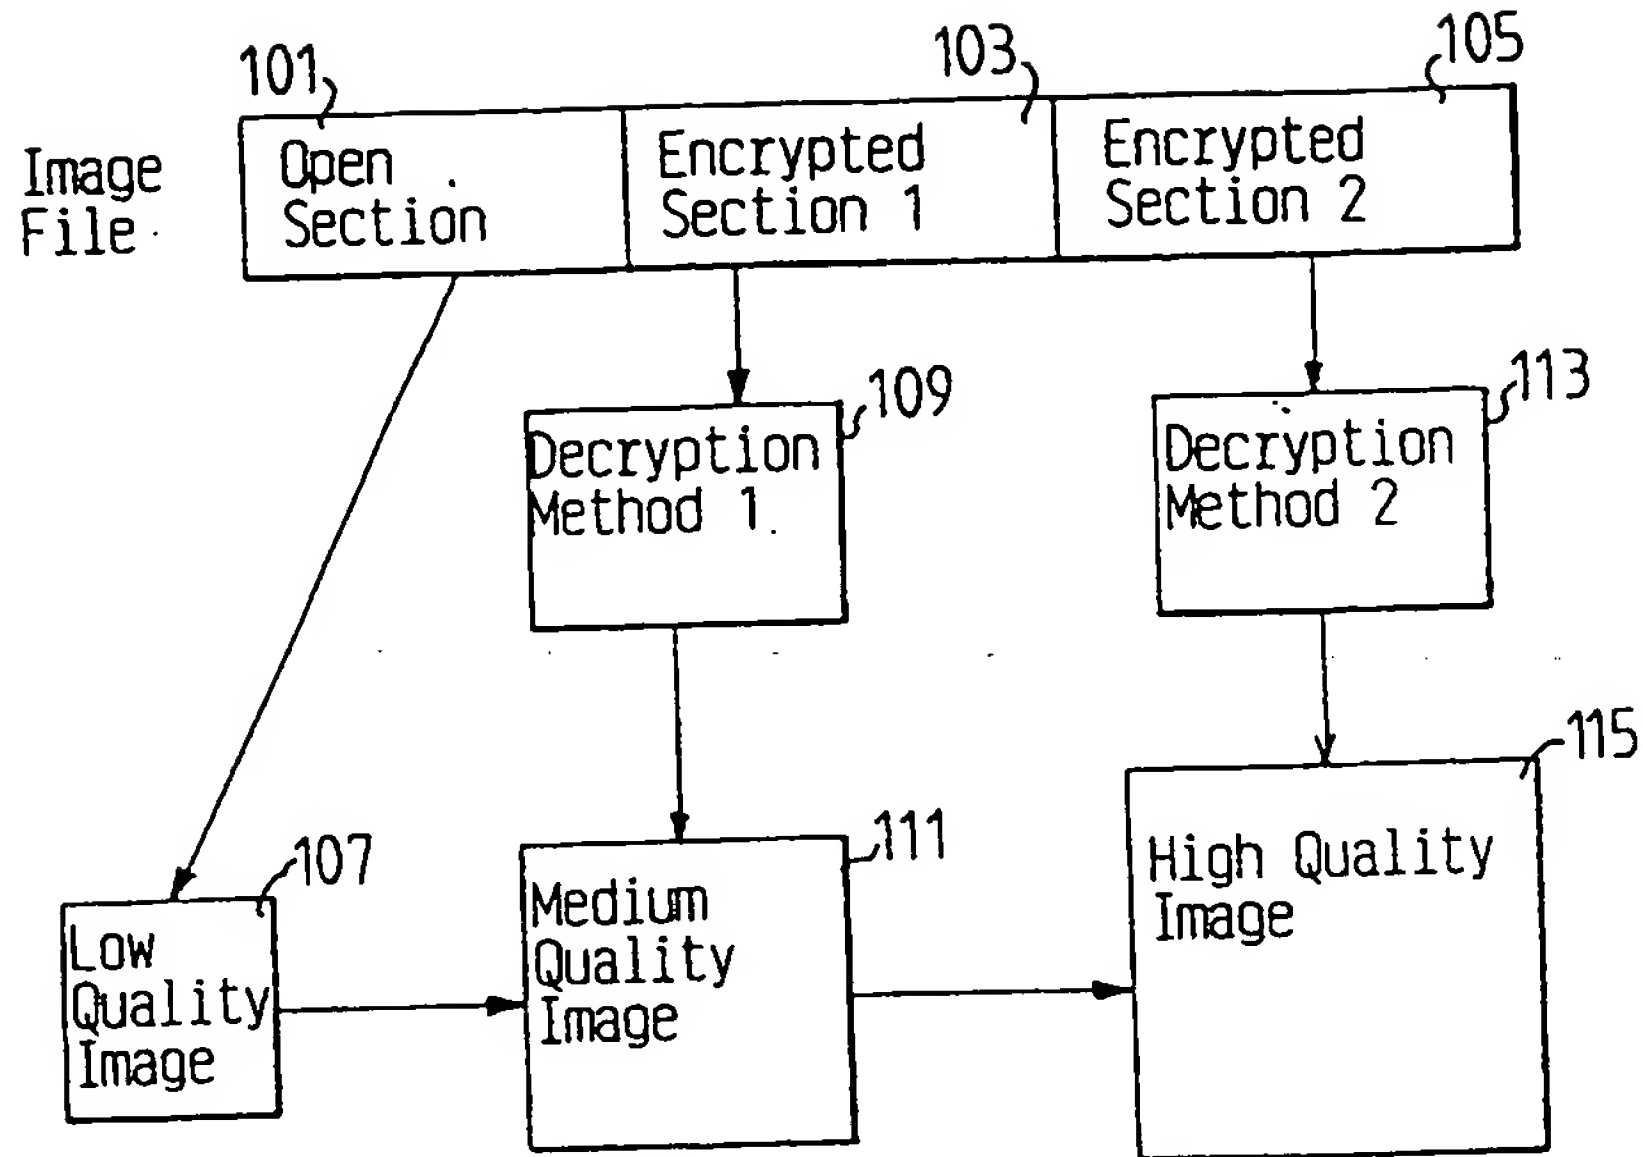 101
103
105
Image
File
Open
Section
Encrypted
Section 1
Encrypted
Section 2
109
113
Decryption
Method 1
Decryption
Method 2
107
111
115
Low
Quality
Image
Medium
Quality
Image
High Quality
Image